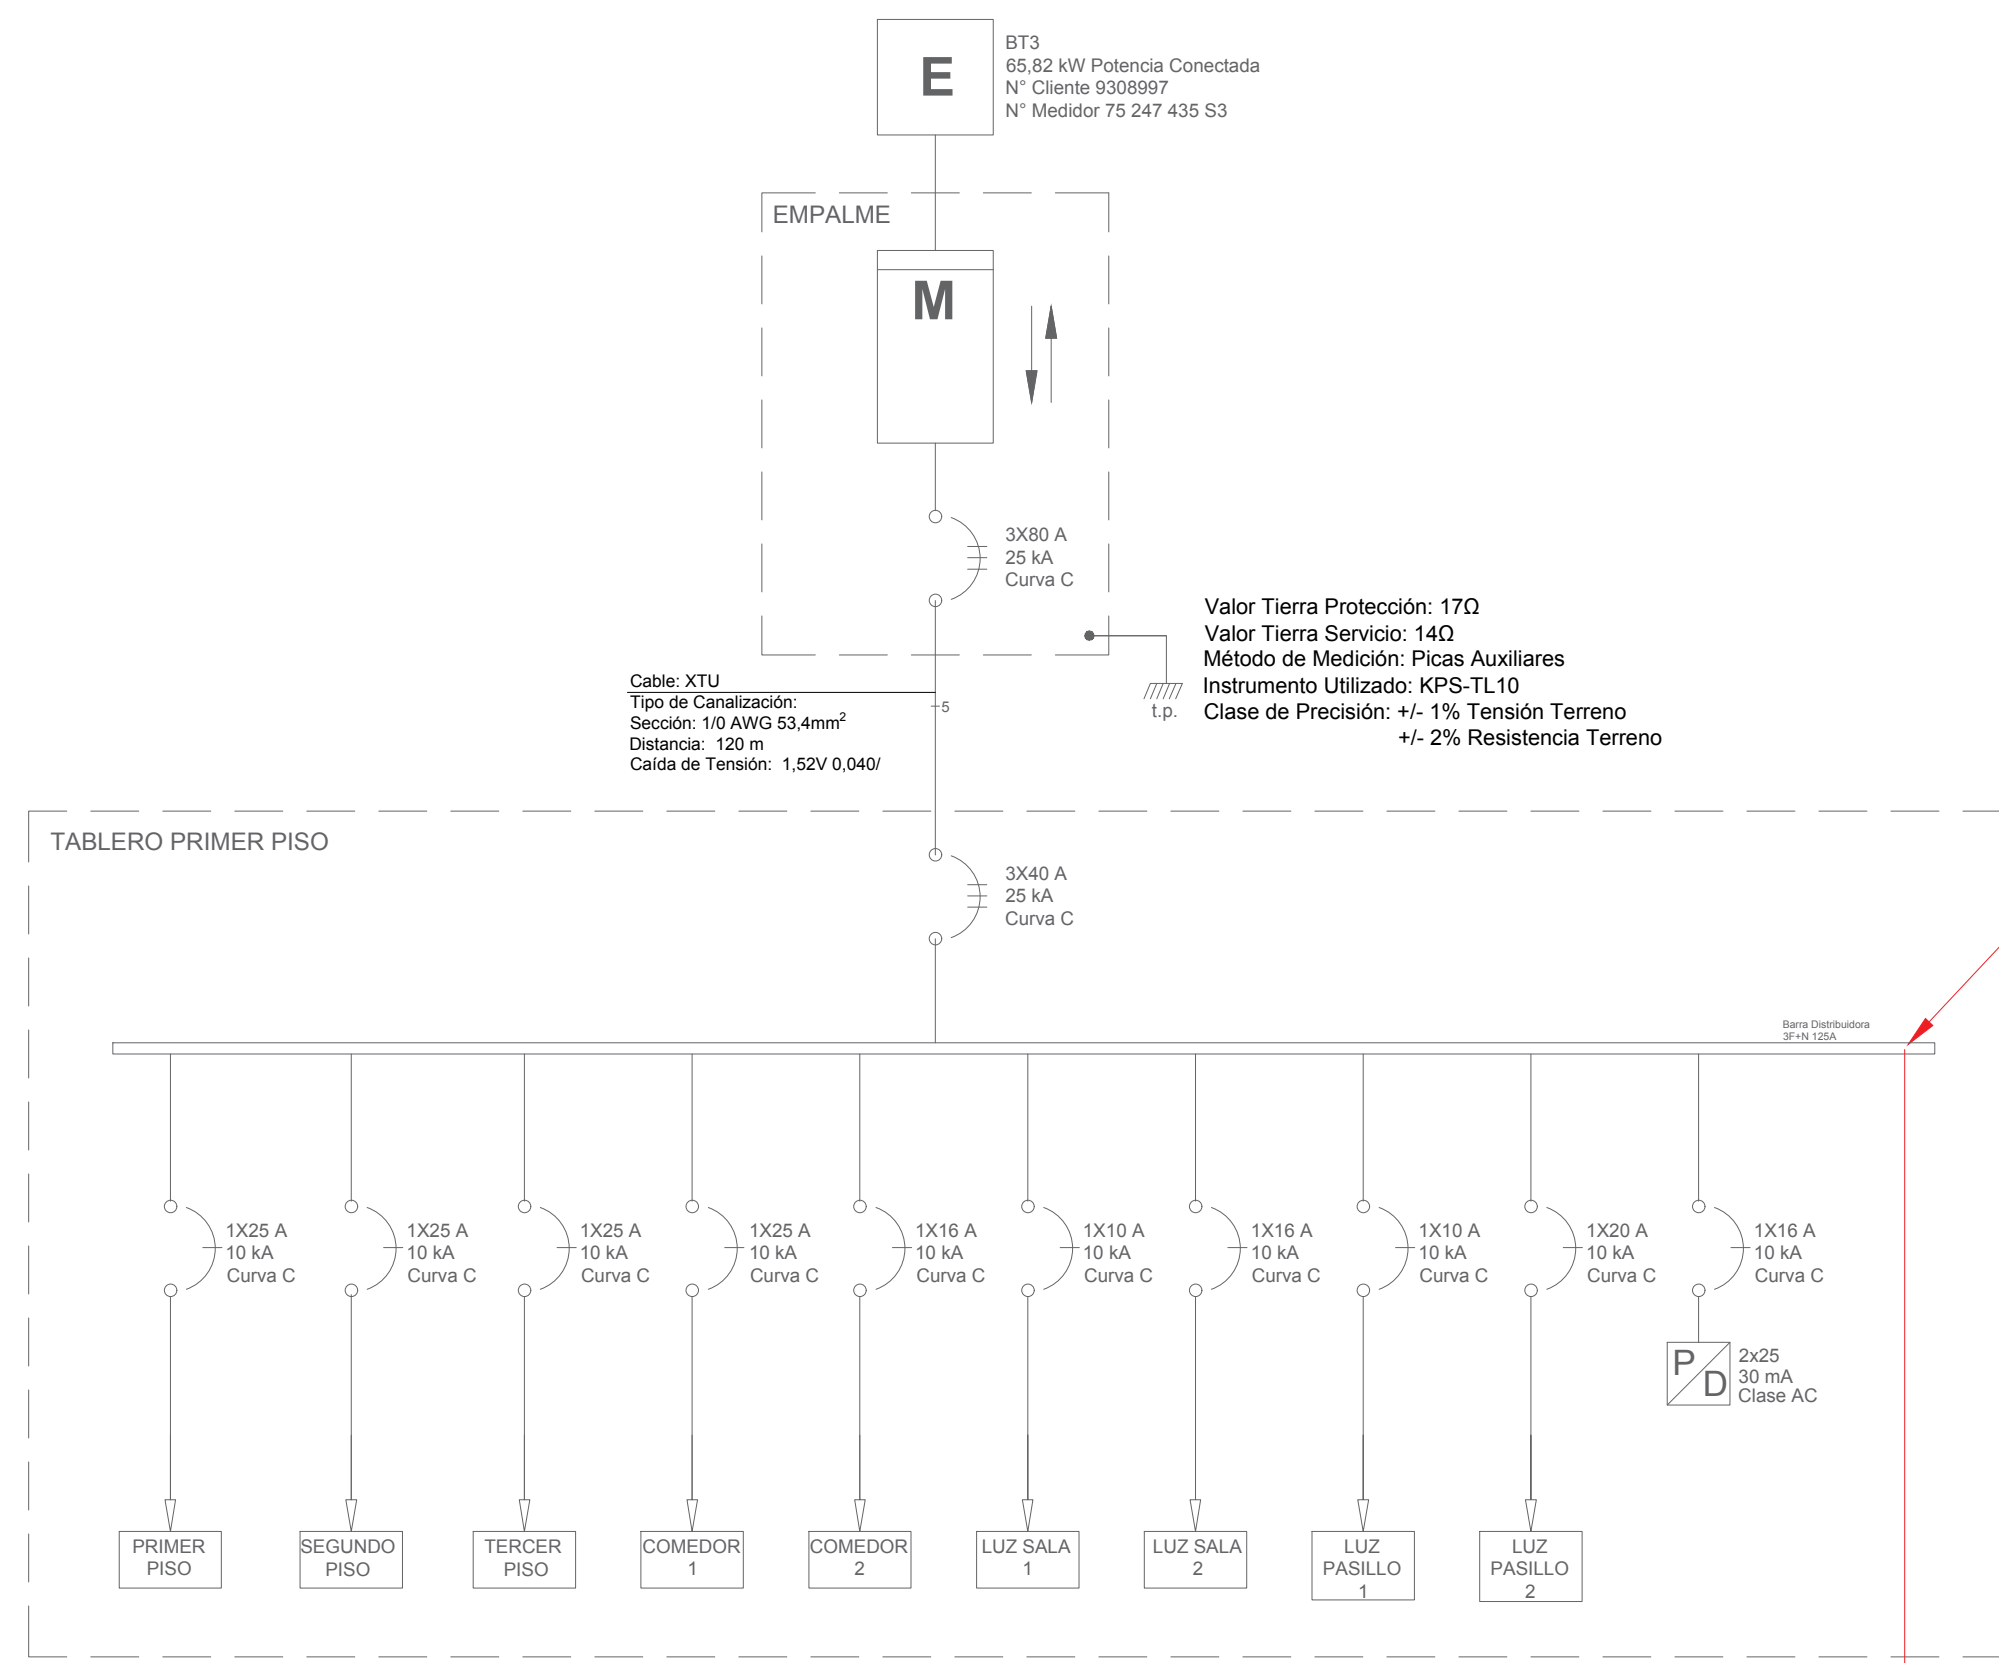 E
BT3
65,82 kW Potencia Conectada
N° Cliente 9308997
N° Medidor 75 247 435 S3
EMPALME
M
3X80 A
25 kA
Curva C
Valor Tierra Protección: 17Ω
Valor Tierra Servicio: 14Ω
Método de Medición: Picas Auxiliares
Instrumento Utilizado: KPS-TL10
Clase de Precisión: +/- 1% Tensión Terreno
+/- 2% Resistencia Terreno
t.p.
Cable: XTU
Tipo de Canalización:
Sección: 1/0 AWG 53,4mm²
Distancia: 120 m
Caída de Tensión: 1,52V 0,040/
5
TABLERO PRIMER PISO
3X40 A
25 kA
Curva C
Barra Distribuidora
3F+N 125A
1X25 A
10 kA
Curva C
1X25 A
10 kA
Curva C
1X25 A
10 kA
Curva C
1X25 A
10 kA
Curva C
1X16 A
10 kA
Curva C
1X10 A
10 kA
Curva C
1X16 A
10 kA
Curva C
1X10 A
10 kA
Curva C
1X20 A
10 kA
Curva C
1X16 A
10 kA
Curva C
P/D
2x25
30 mA
Clase AC
PRIMER
PISO
SEGUNDO
PISO
TERCER
PISO
COMEDOR
1
COMEDOR
2
LUZ SALA
1
LUZ SALA
2
LUZ
PASILLO
1
LUZ
PASILLO
2